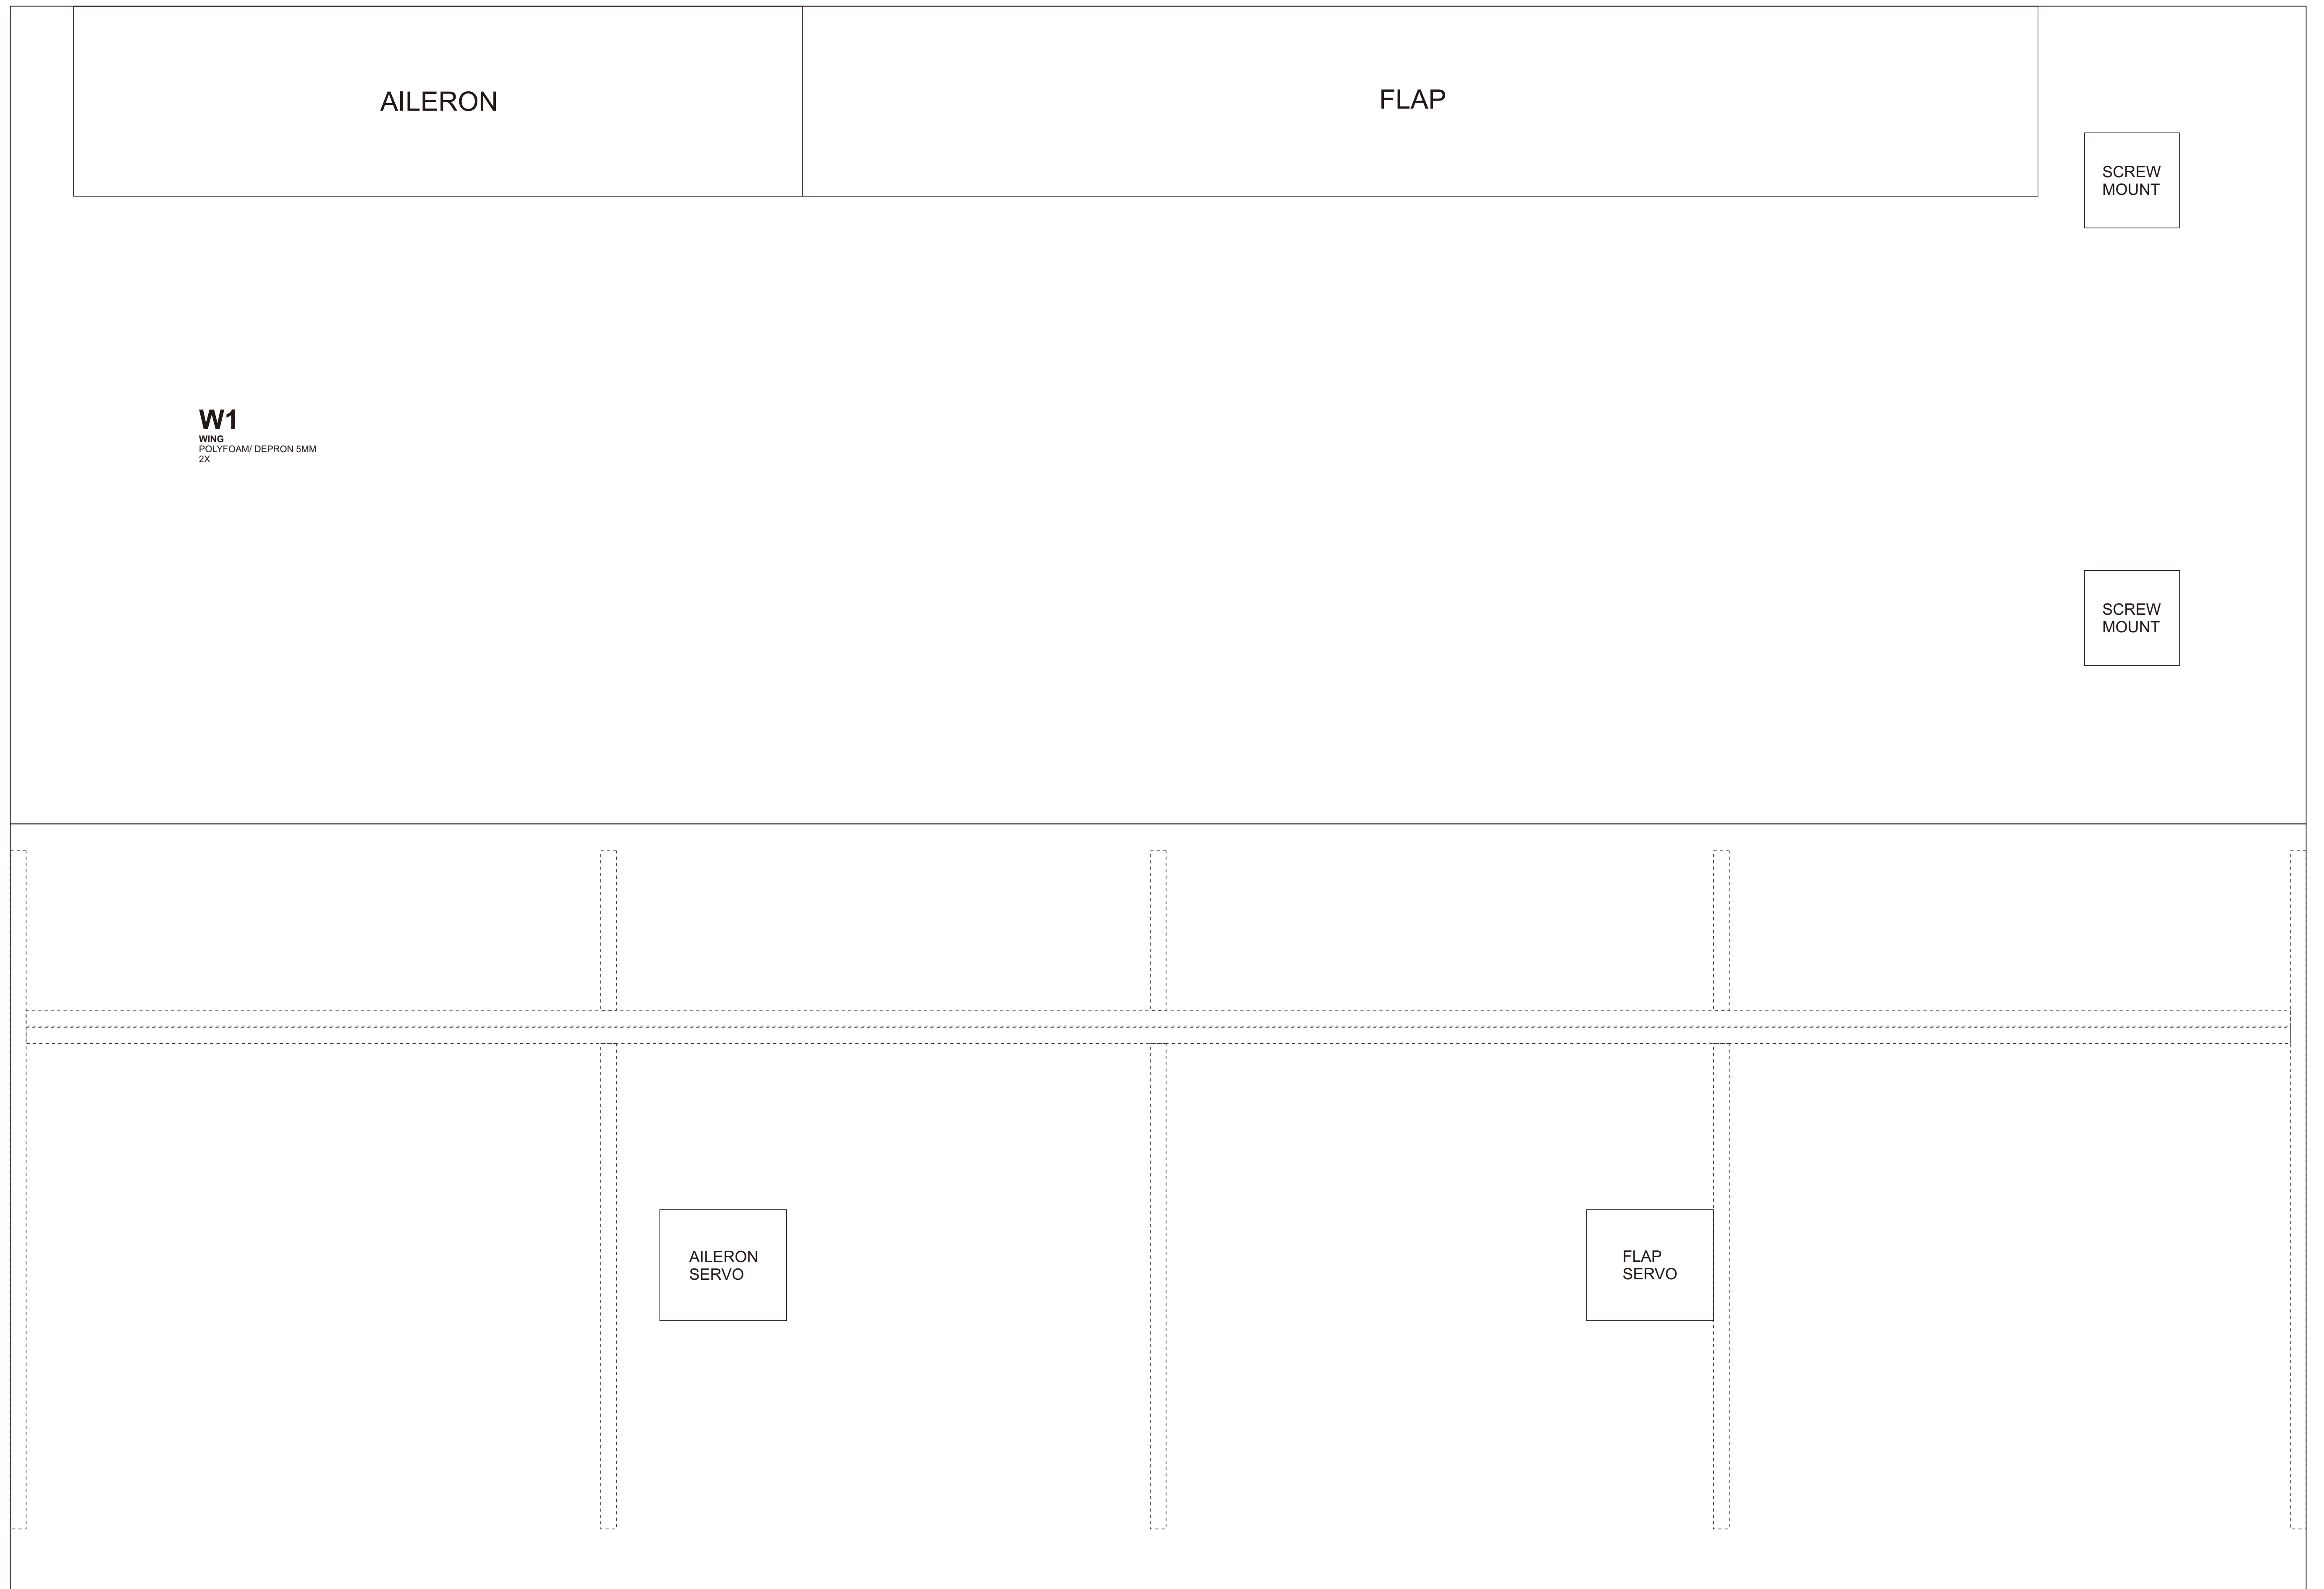 AILERON
FLAP
SCREW
MOUNT
W1
WING
POLYFOAM/ DEPRON 5MM
2X
SCREW
MOUNT
AILERON
SERVO
FLAP
SERVO